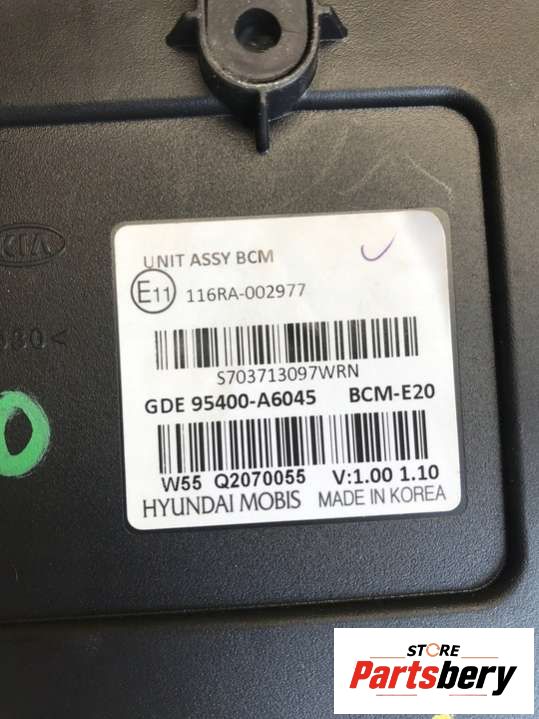 KIA
UNIT ASSY BCM
E11 116RA-002977
S703713097WRN
GDE 95400-A6045 BCM-E20
W55 Q2070055 V:1.00 1.10
HYUNDAI MOBIS MADE IN KOREA
STORE
Partsbery